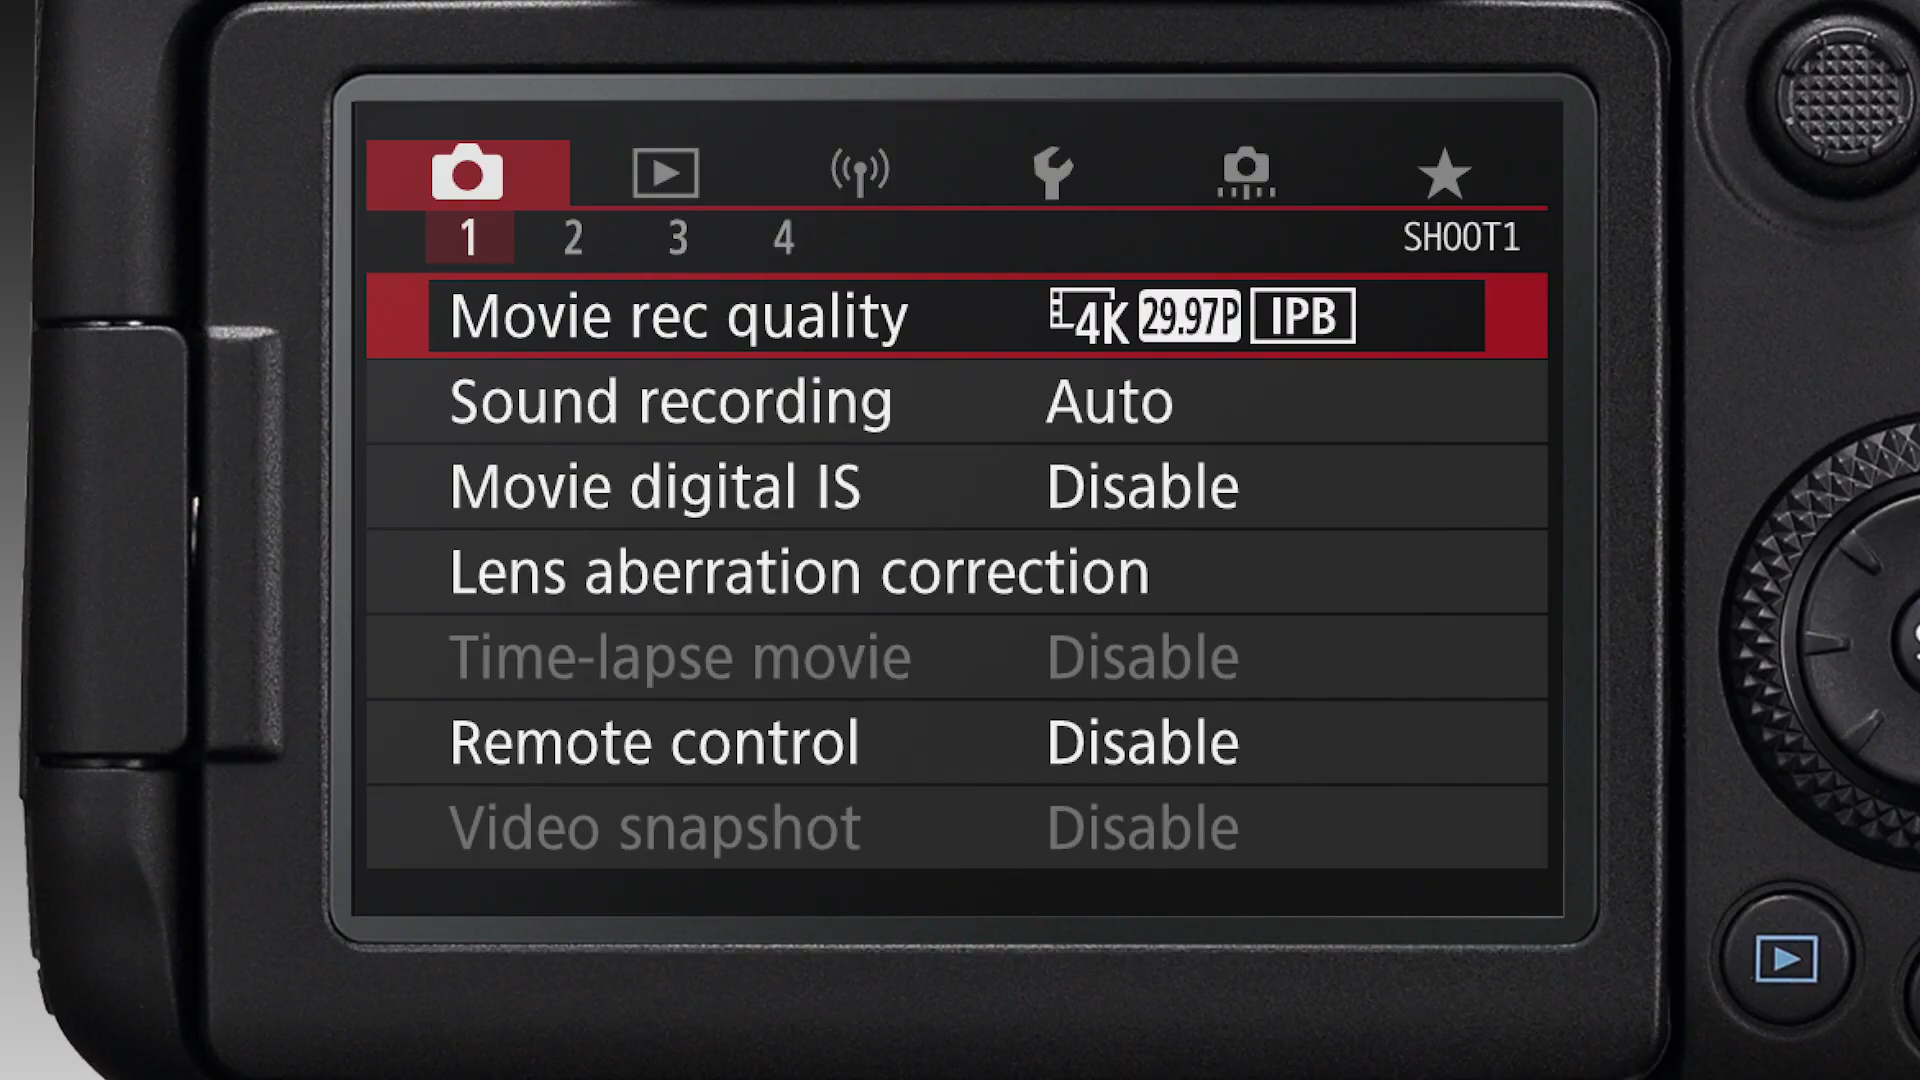 1 2 3 4 SHOOT1
Movie rec quality 4K 29.97P IPB
Sound recording Auto
Movie digital IS Disable
Lens aberration correction
Time-lapse movie Disable
Remote control Disable
Video snapshot Disable